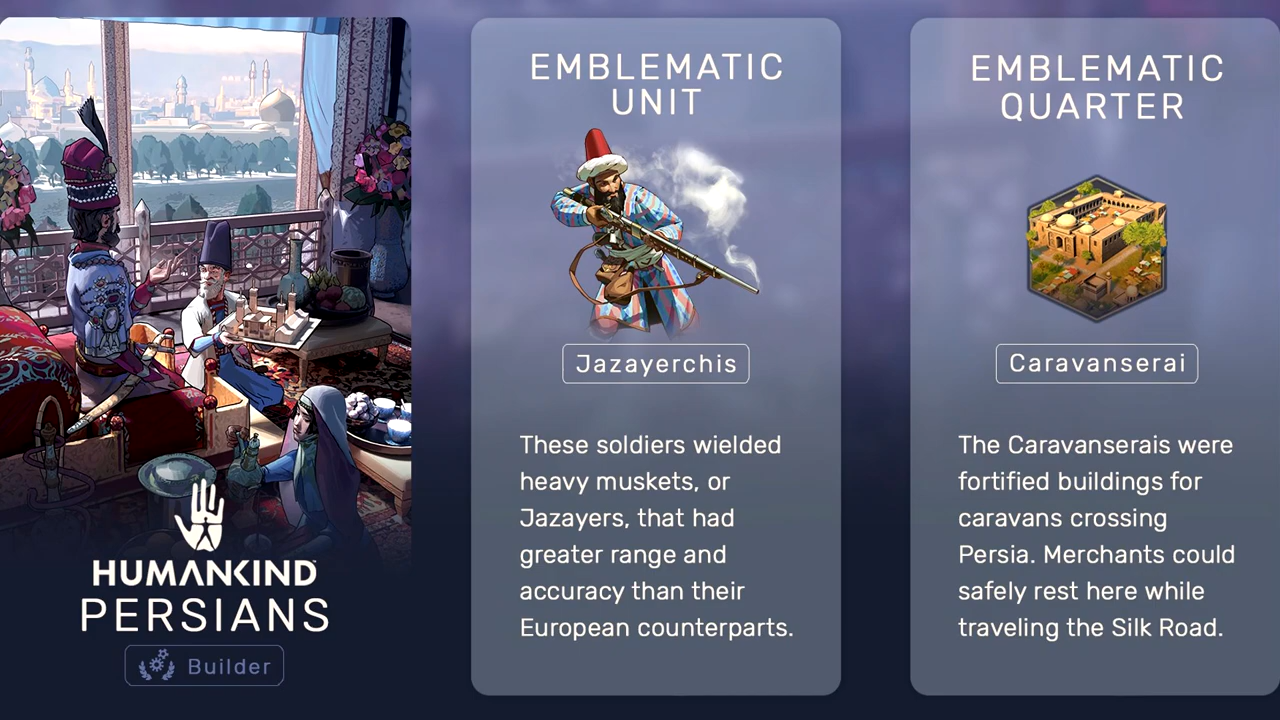 HUMANKIND
PERSIANS
Builder
EMBLEMATIC
UNIT
Jazayerchis
These soldiers wielded
heavy muskets, or
Jazayers, that had
greater range and
accuracy than their
European counterparts.
EMBLEMATIC
QUARTER
Caravanserai
The Caravanserais were
fortified buildings for
caravans crossing
Persia. Merchants could
safely rest here while
traveling the Silk Road.